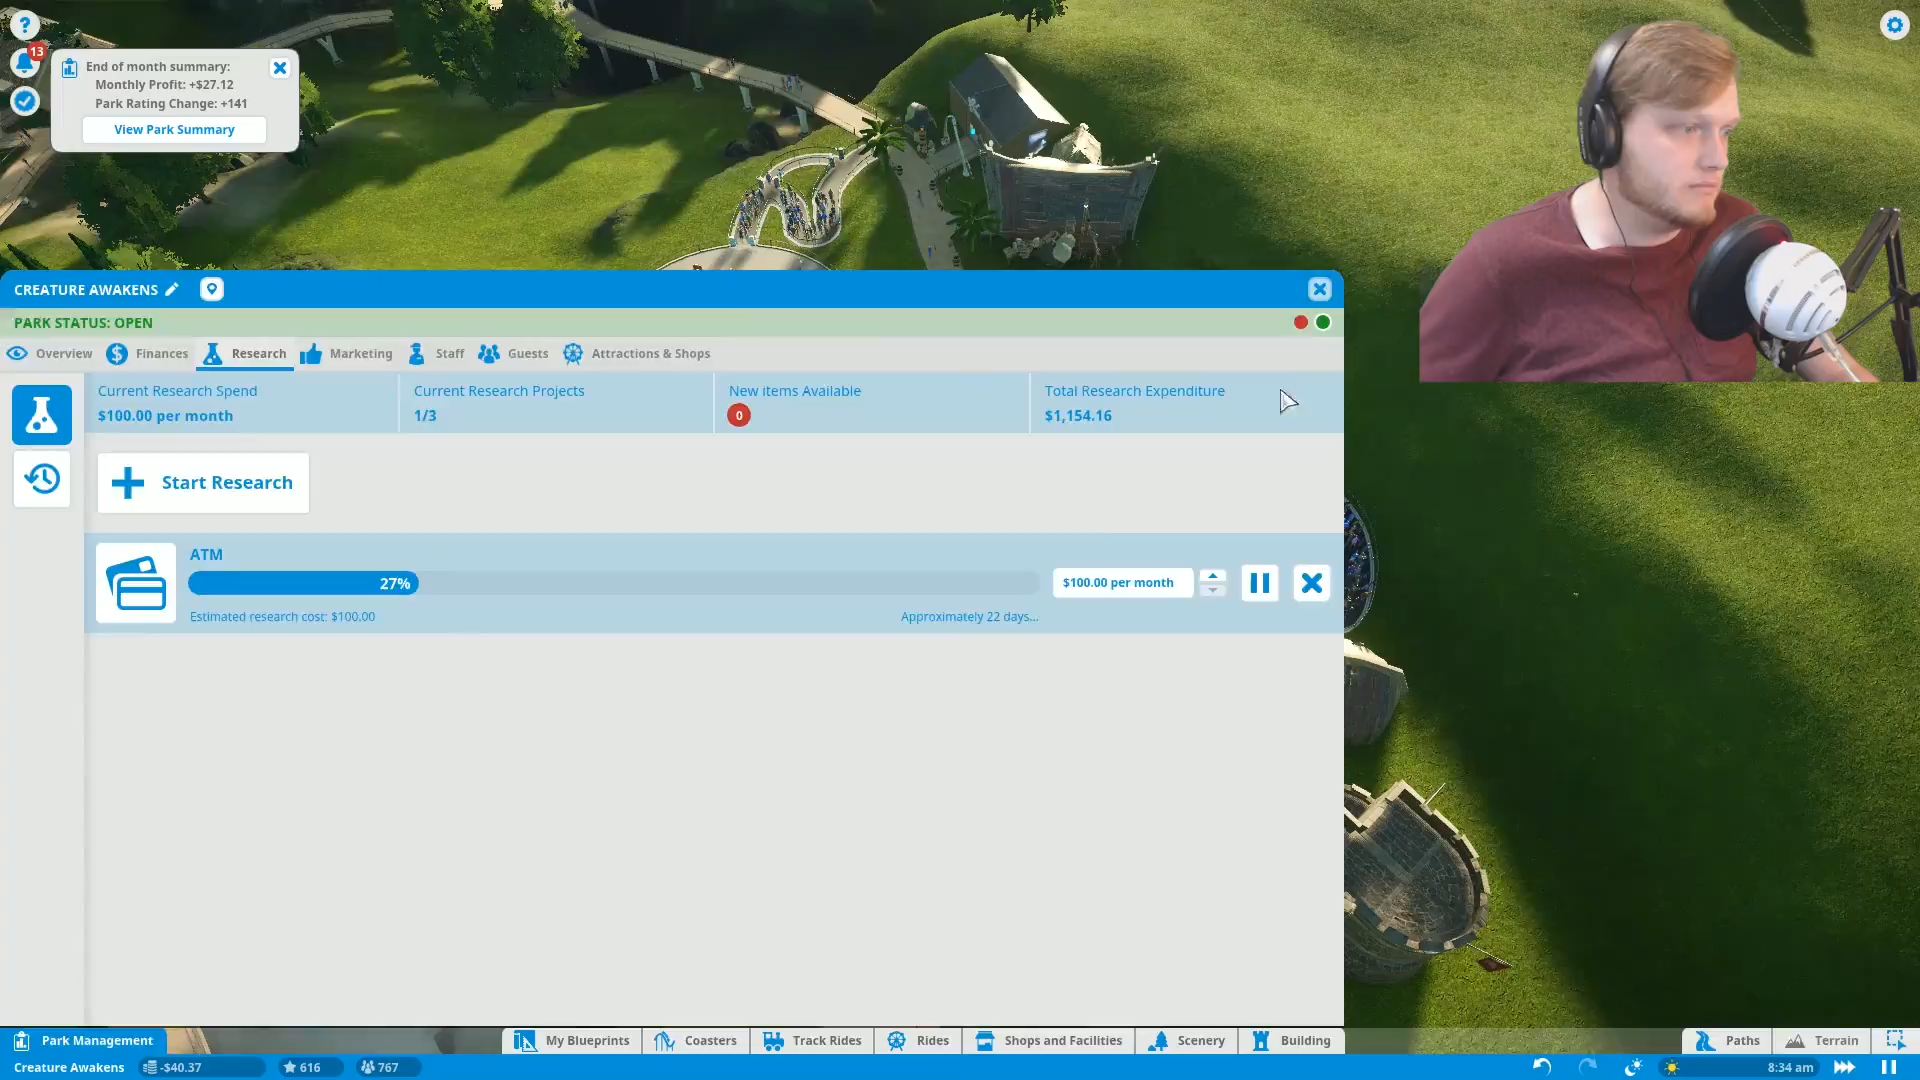 ?
13
End of month summary:
Monthly Profit: +$27.12
Park Rating Change: +141
View Park Summary
CREATURE AWAKENS
PARK STATUS: OPEN
Overview
Finances
Research
Marketing
Staff
Guests
Attractions & Shops
Current Research Spend
$100.00 per month
Current Research Projects
1/3
New items Available
0
Total Research Expenditure
$1,154.16
Start Research
ATM
27%
$100.00 per month
Estimated research cost: $100.00
Approximately 22 days...
Park Management
My Blueprints
Coasters
Track Rides
Rides
Shops and Facilities
Scenery
Building
Paths
Terrain
Creature Awakens
-$40.37
616
767
8:34 am